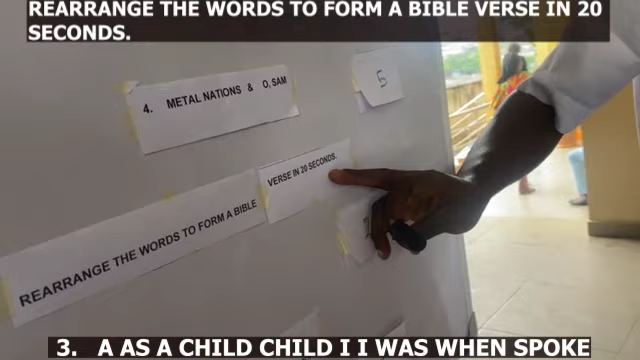 REARRANGE THE WORDS TO FORM A BIBLE VERSE IN 20
SECONDS.
4. METAL NATIONS & O, SAM
5
VERSE IN 20 SECONDS.
REARRANGE THE WORDS TO FORM A BIBLE
3. A AS A CHILD CHILD I I WAS WHEN SPOKE